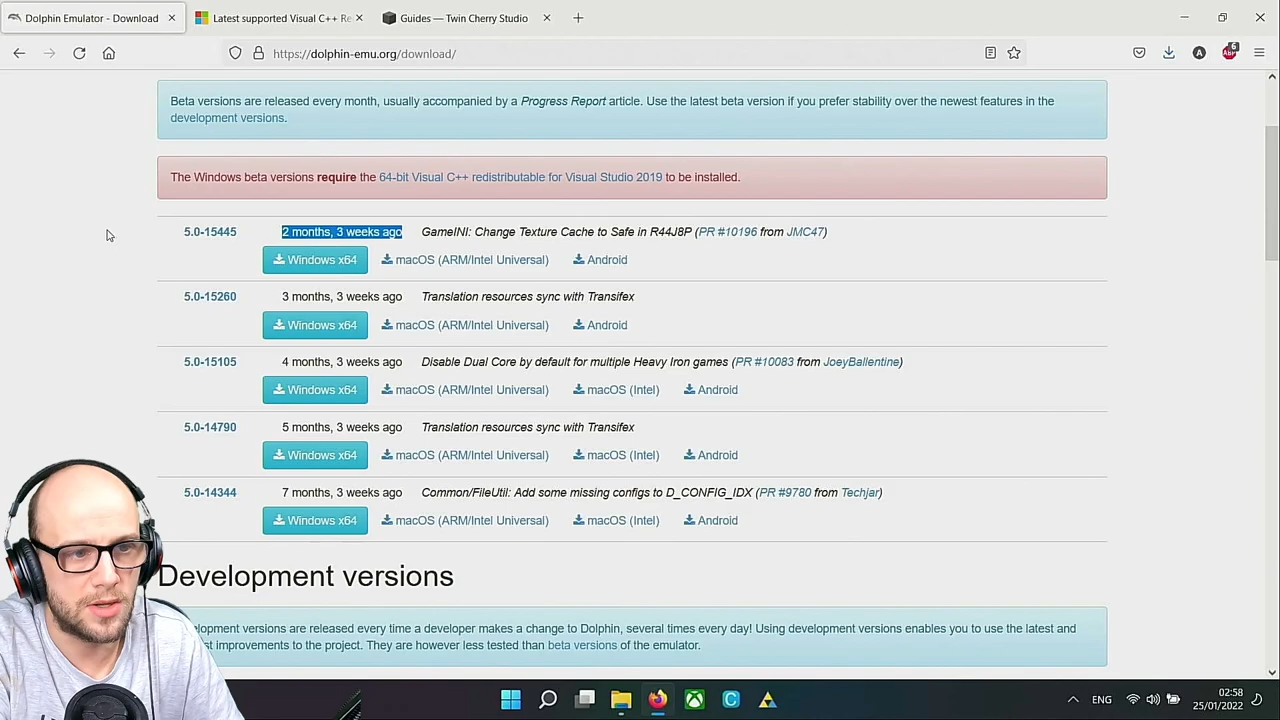 Dolphin Emulator - Download
Latest supported Visual C++ Re
Guides — Twin Cherry Studio
https://dolphin-emu.org/download/
A
6
Beta versions are released every month, usually accompanied by a Progress Report article. Use the latest beta version if you prefer stability over the newest features in the
development versions.
The Windows beta versions require the 64-bit Visual C++ redistributable for Visual Studio 2019 to be installed.
5.0-15445 2 months, 3 weeks ago GameINI: Change Texture Cache to Safe in R44J8P (PR #10196 from JMC47)
Windows x64 macOS (ARM/Intel Universal) Android
5.0-15260 3 months, 3 weeks ago Translation resources sync with Transifex
Windows x64 macOS (ARM/Intel Universal) Android
5.0-15105 4 months, 3 weeks ago Disable Dual Core by default for multiple Heavy Iron games (PR #10083 from JoeyBallentine)
Windows x64 macOS (ARM/Intel Universal) macOS (Intel) Android
5.0-14790 5 months, 3 weeks ago Translation resources sync with Transifex
Windows x64 macOS (ARM/Intel Universal) macOS (Intel) Android
5.0-14344 7 months, 3 weeks ago Common/FileUtil: Add some missing configs to D_CONFIG_IDX (PR #9780 from Techjar)
Windows x64 macOS (ARM/Intel Universal) macOS (Intel) Android
Development versions
versions are released every time a developer makes a change to Dolphin, several times every day! Using development versions enables you to use the latest and
improvements to the project. They are however less tested than beta versions of the emulator.
ENG
02:58
25/01/2022